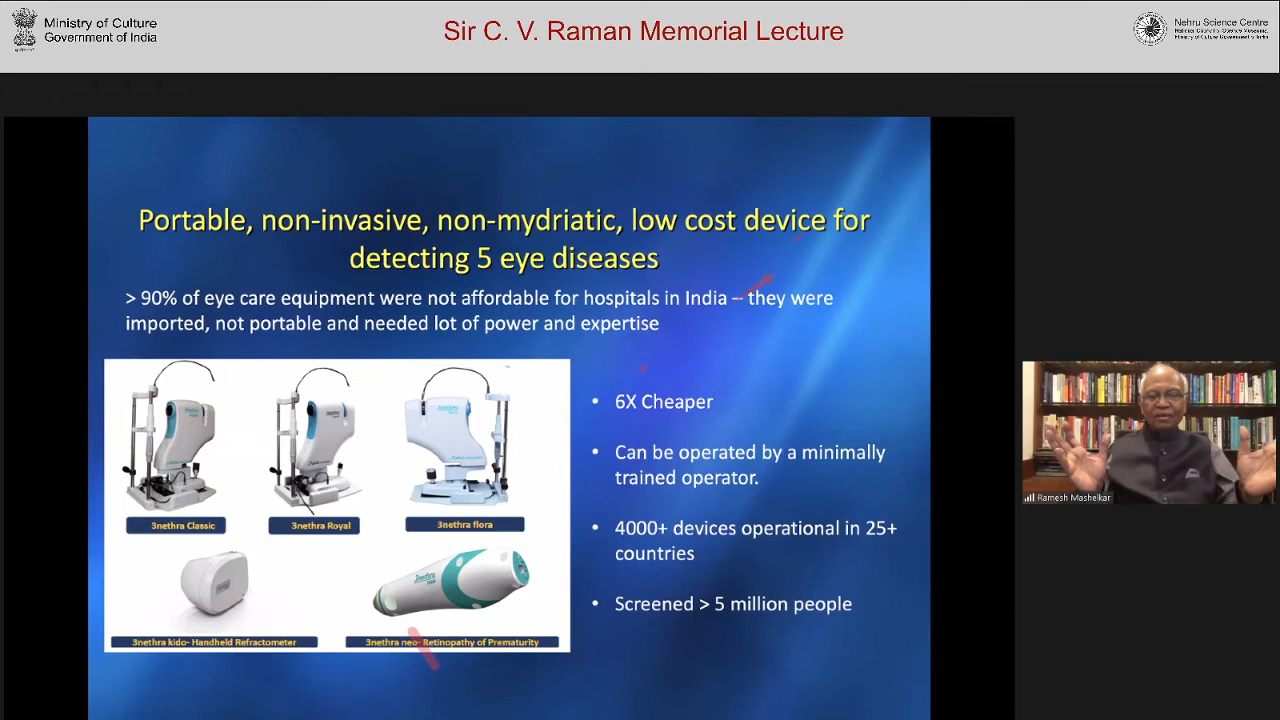 Ministry of Culture
Government of India
Sir C. V. Raman Memorial Lecture
Nehru Science Centre
Portable, non-invasive, non-mydriatic, low cost device for
detecting 5 eye diseases
> 90% of eye care equipment were not affordable for hospitals in India – they were
imported, not portable and needed lot of power and expertise
• 6X Cheaper
• Can be operated by a minimally
trained operator.
• 4000+ devices operational in 25+
countries
• Screened > 5 million people
3nethra Classic
3nethra Royal
3nethra flora
3nethra kido- Handheld Refractometer
3nethra neo- Retinopathy of Prematurity
Ramesh Mashelkar